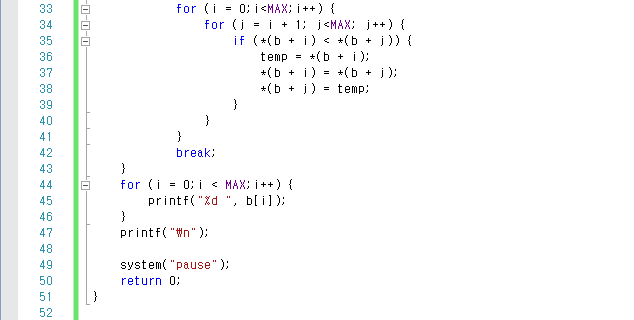 33 for (i = 0;i<MAX;i++) {
34 for (j = i + 1; j<MAX; j++) {
35 if (*(b + i) < *(b + j)) {
36 temp = *(b + i);
37 *(b + i) = *(b + j);
38 *(b + j) = temp;
39 }
40 }
41 }
42 break;
43 }
44 for (i = 0;i < MAX;i++) {
45 printf("%d ", b[i]);
46 }
47 printf("₩n");
48
49 system("pause");
50 return 0;
51 }
52